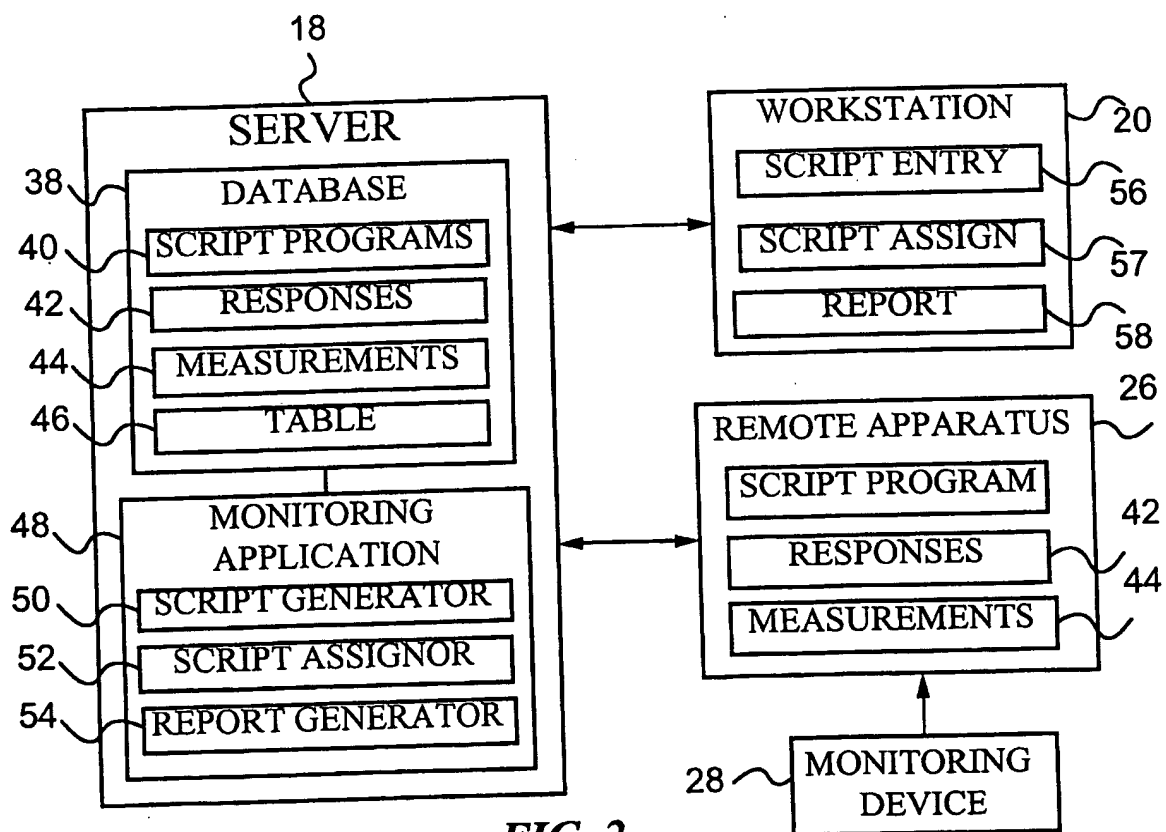 18
SERVER
38
DATABASE
40
SCRIPT PROGRAMS
42
RESPONSES
44
MEASUREMENTS
46
TABLE
48
MONITORING
APPLICATION
50
SCRIPT GENERATOR
52
SCRIPT ASSIGNOR
54
REPORT GENERATOR
WORKSTATION
20
SCRIPT ENTRY
56
SCRIPT ASSIGN
57
REPORT
58
26
REMOTE APPARATUS
SCRIPT PROGRAM
42
RESPONSES
44
MEASUREMENTS
28
MONITORING
DEVICE
FIG. 2